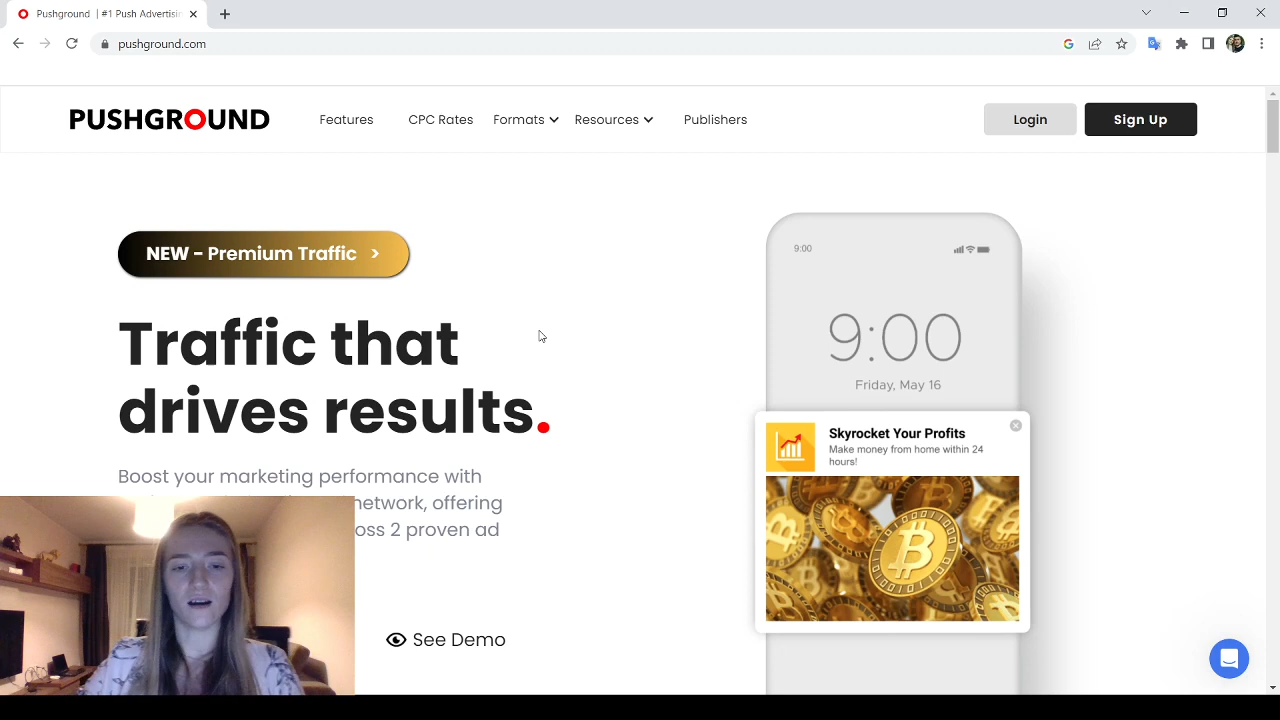 Pushground | #1 Push Advertisin
pushground.com
PUSHGROUND
Features
CPC Rates
Formats
Resources
Publishers
Login
Sign Up
NEW - Premium Traffic >
Traffic that
drives results.
Boost your marketing performance with
network, offering
oss 2 proven ad
See Demo
9:00
9:00
Friday, May 16
Skyrocket Your Profits
Make money from home within 24
hours!